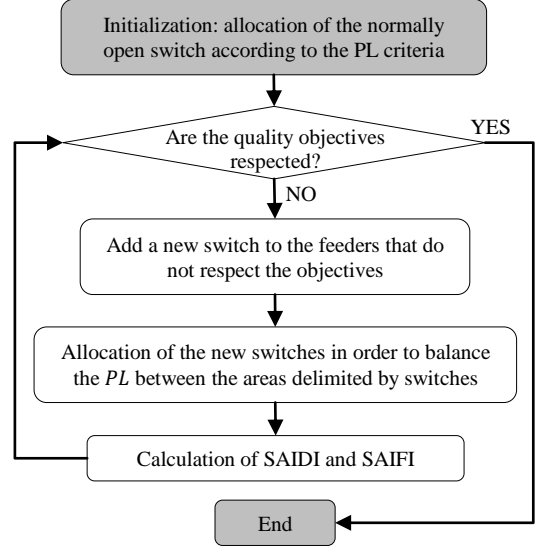 Initialization: allocation of the normally
open switch according to the PL criteria
Are the quality objectives
respected?
YES
NO
Add a new switch to the feeders that do
not respect the objectives
Allocation of the new switches in order to balance
the 𝑃𝐿 between the areas delimited by switches
Calculation of SAIDI and SAIFI
End